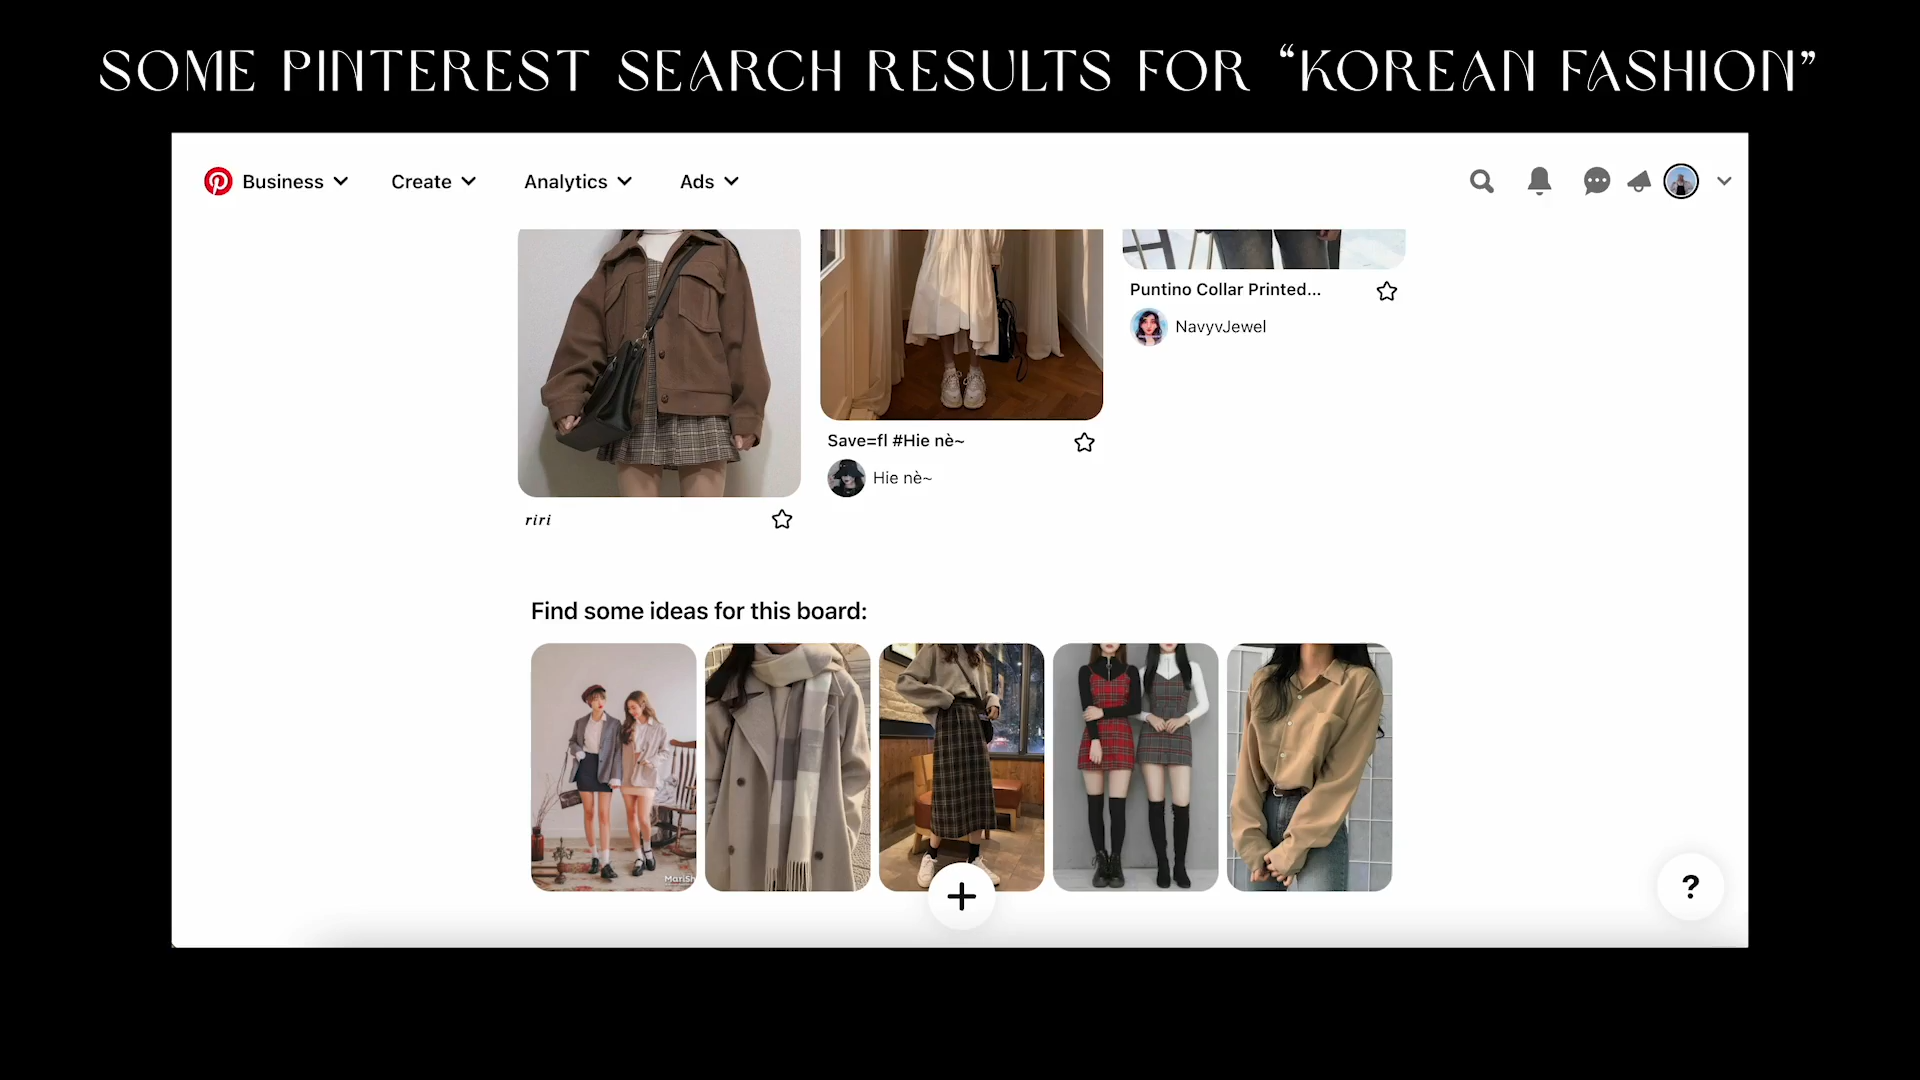 SOME PINTEREST SEARCH RESULTS FOR “KOREAN FASHION”
Business
Create
Analytics
Ads
Puntino Collar Printed...
NavyvJewel
Save=fl #Hie nè~
Hie nè~
riri
Find some ideas for this board:
MariSh
?